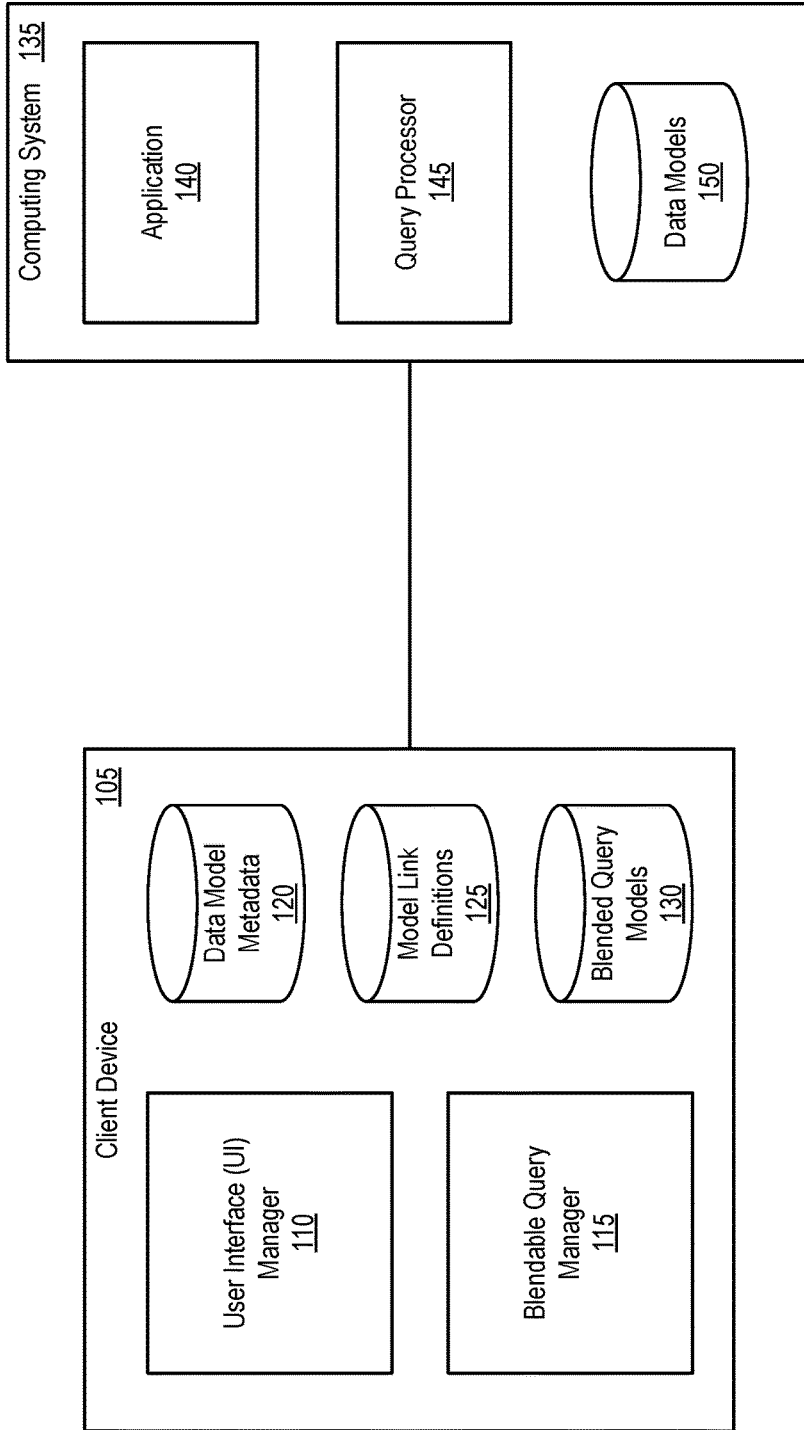 Client Device
105
User Interface (UI)
Manager
110
Blendable Query
Manager
115
Data Model
Metadata
120
Model Link
Definitions
125
Blended Query
Models
130
Computing System 135
Application
140
Query Processor
145
Data Models
150